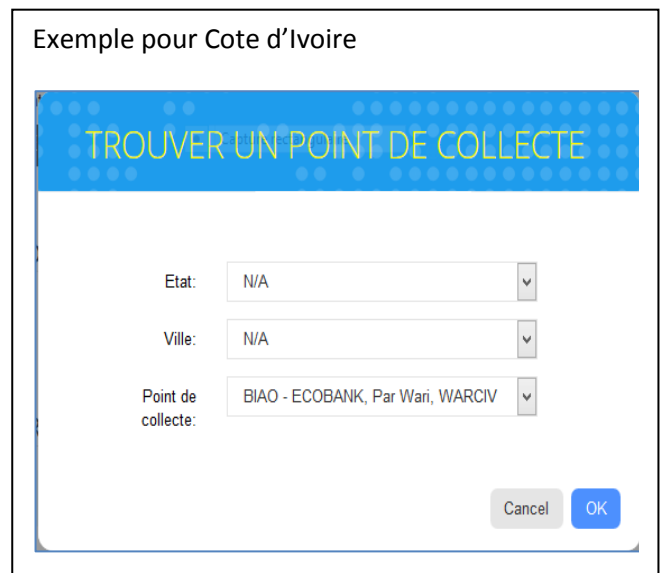 Exemple pour Cote d'Ivoire
TROUVER UN POINT DE COLLECTE
Etat: N/A
Ville: N/A
Point de collecte: BIAO - ECOBANK, Par Wari, WARCIV
Cancel OK